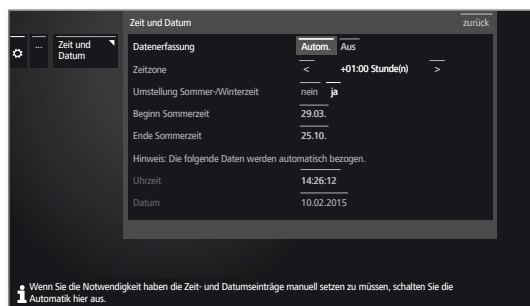 Zeit und Datum
zurück
...
Zeit und
Datum
Datenerfassung Autom. Aus
Zeitzone < +01:00 Stunde(n) >
Umstellung Sommer-/Winterzeit nein ja
Beginn Sommerzeit 29.03.
Ende Sommerzeit 25.10.
Hinweis: Die folgende Daten werden automatisch bezogen.
Uhrzeit 14:26:12
Datum 10.02.2015
Wenn Sie die Notwendigkeit haben die Zeit- und Datumseinträge manuell setzen zu müssen, schalten Sie die
Automatik hier aus.